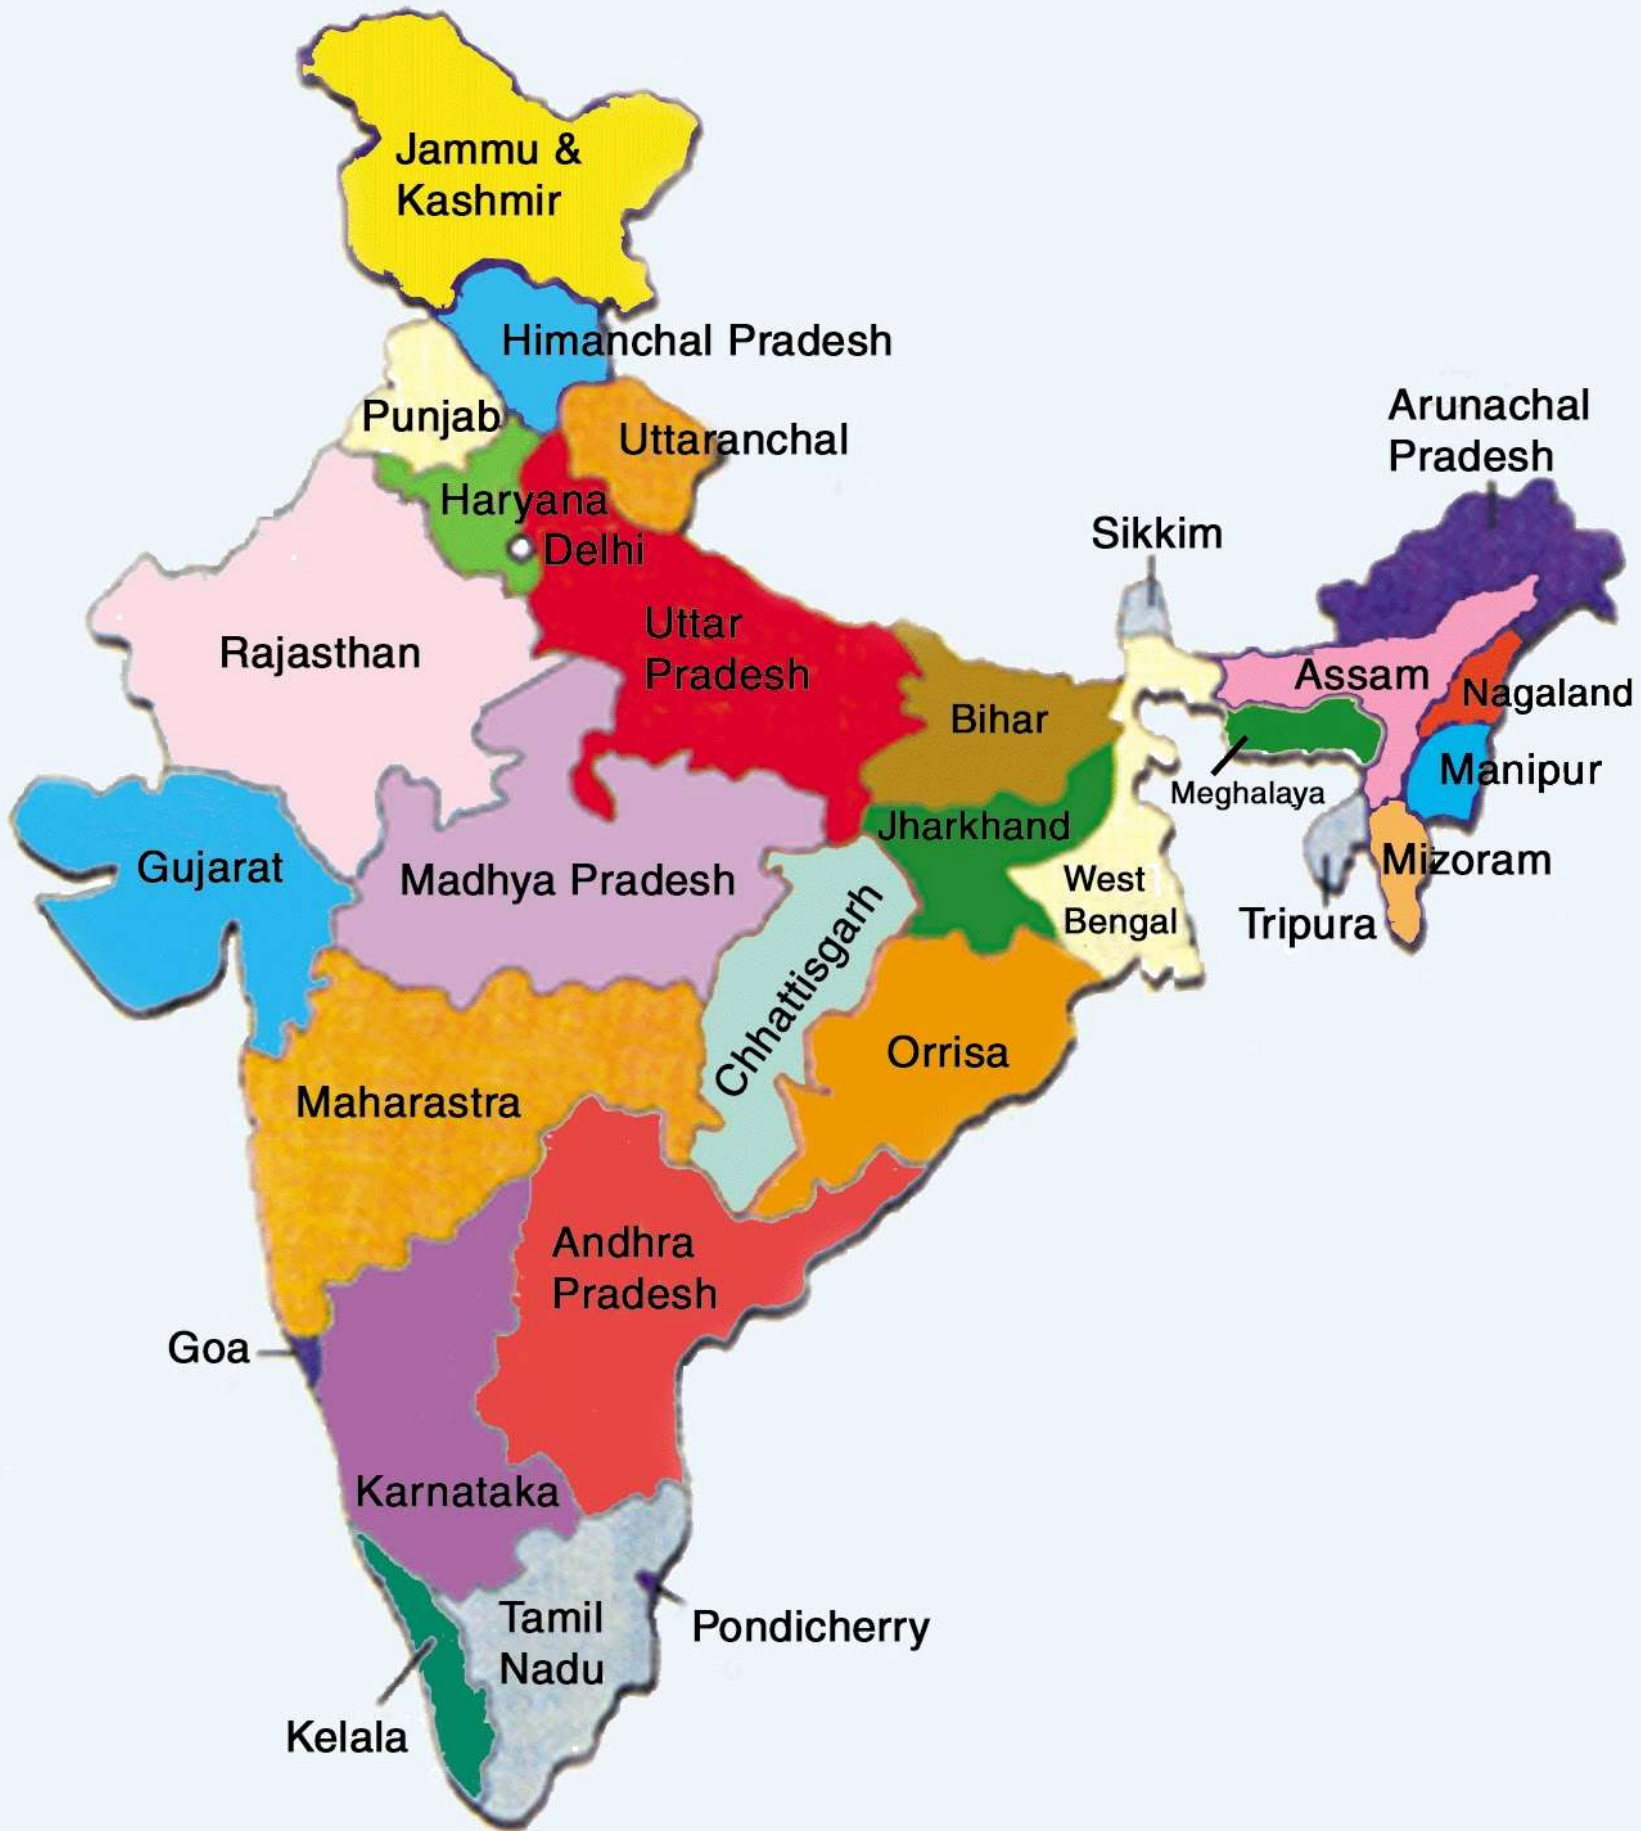 Jammu &
Kashmir
Himanchal Pradesh
Punjab
Uttaranchal
Arunachal
Pradesh
Haryana
Sikkim
Delhi
Uttar
Pradesh
Rajasthan
Assam
Nagaland
Bihar
Manipur
Meghalaya
Jharkhand
Gujarat
Madhya Pradesh
Mizoram
West
Bengal
Tripura
Chhattisgarh
Orrisa
Maharastra
Andhra
Pradesh
Goa
Karnataka
Tamil
Nadu
Pondicherry
Kelala